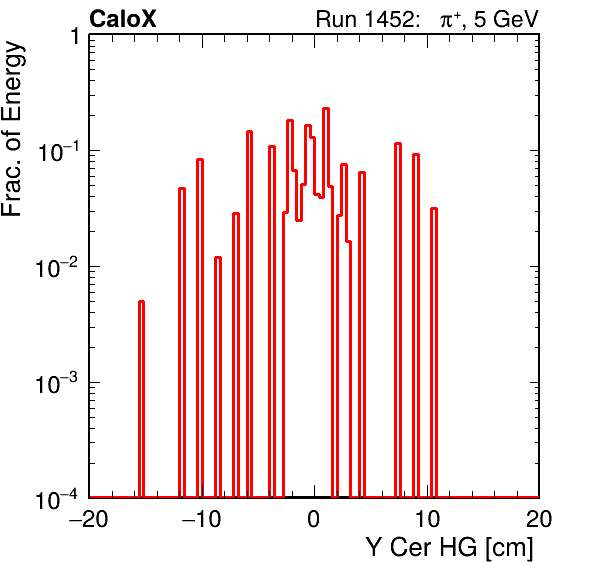 CaloX
Run 1452: π⁺, 5 GeV
Frac. of Energy
1
10⁻¹
10⁻²
10⁻³
10⁻⁴
−20
−10
0
10
20
Y Cer HG [cm]